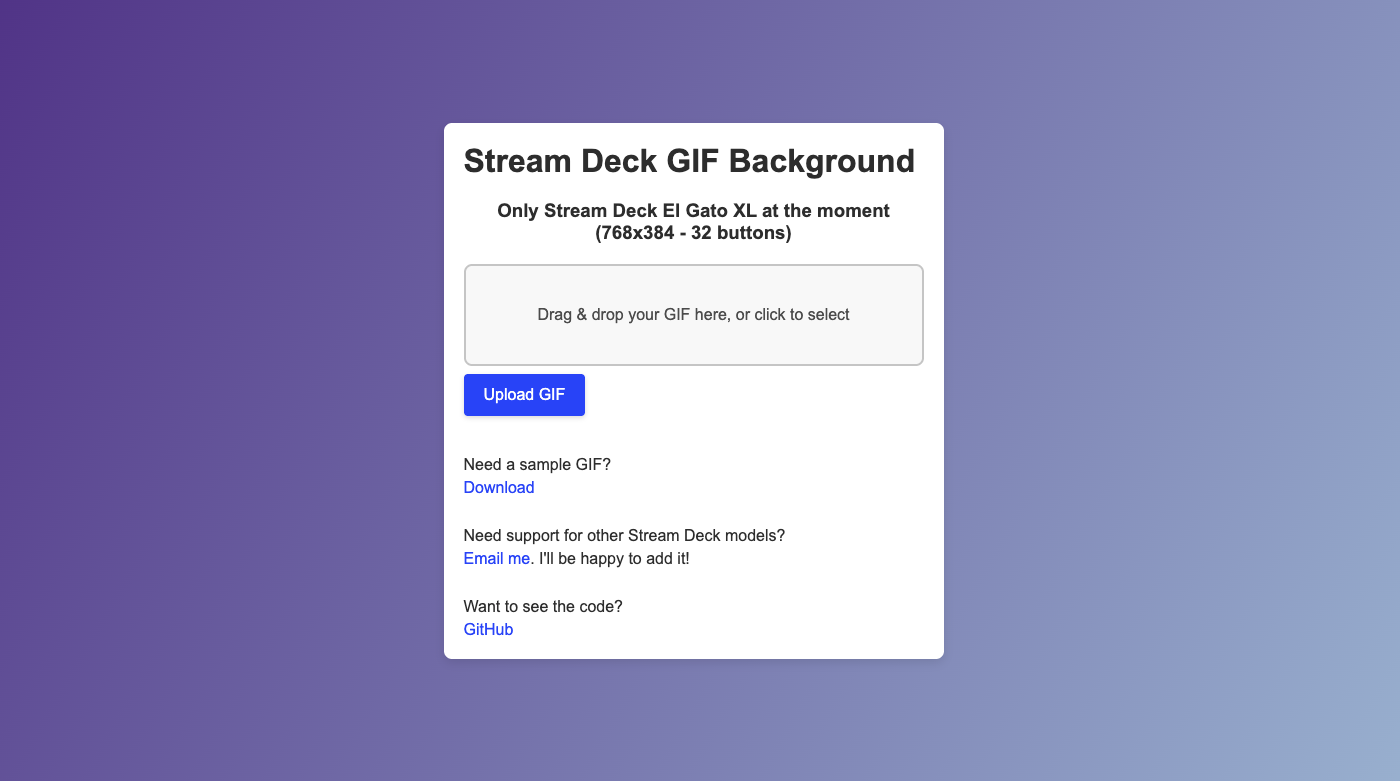 Stream Deck GIF Background
Only Stream Deck El Gato XL at the moment
(768x384 - 32 buttons)
Drag & drop your GIF here, or click to select
Upload GIF
Need a sample GIF?
Download
Need support for other Stream Deck models?
Email me. I'll be happy to add it!
Want to see the code?
GitHub